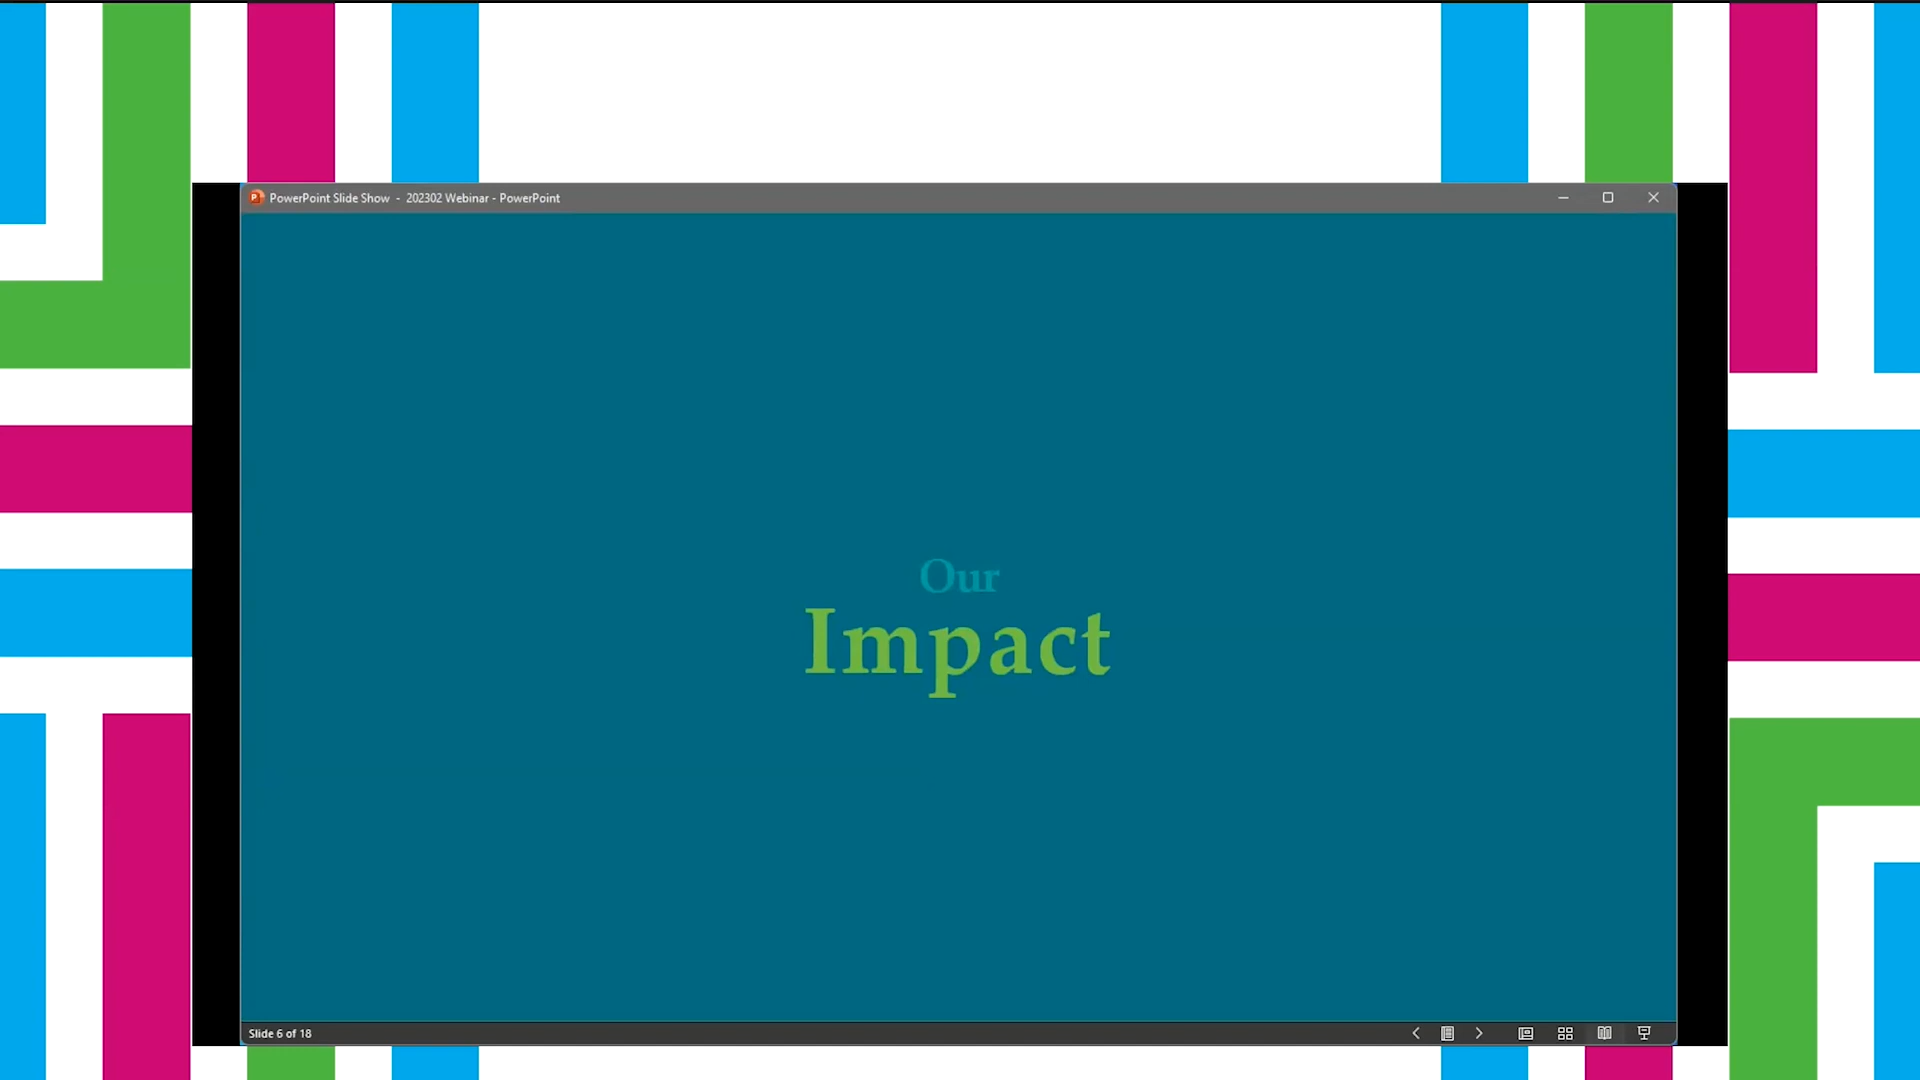 PowerPoint Slide Show - 202302 Webinar - PowerPoint
Our
Impact
Slide 6 of 18